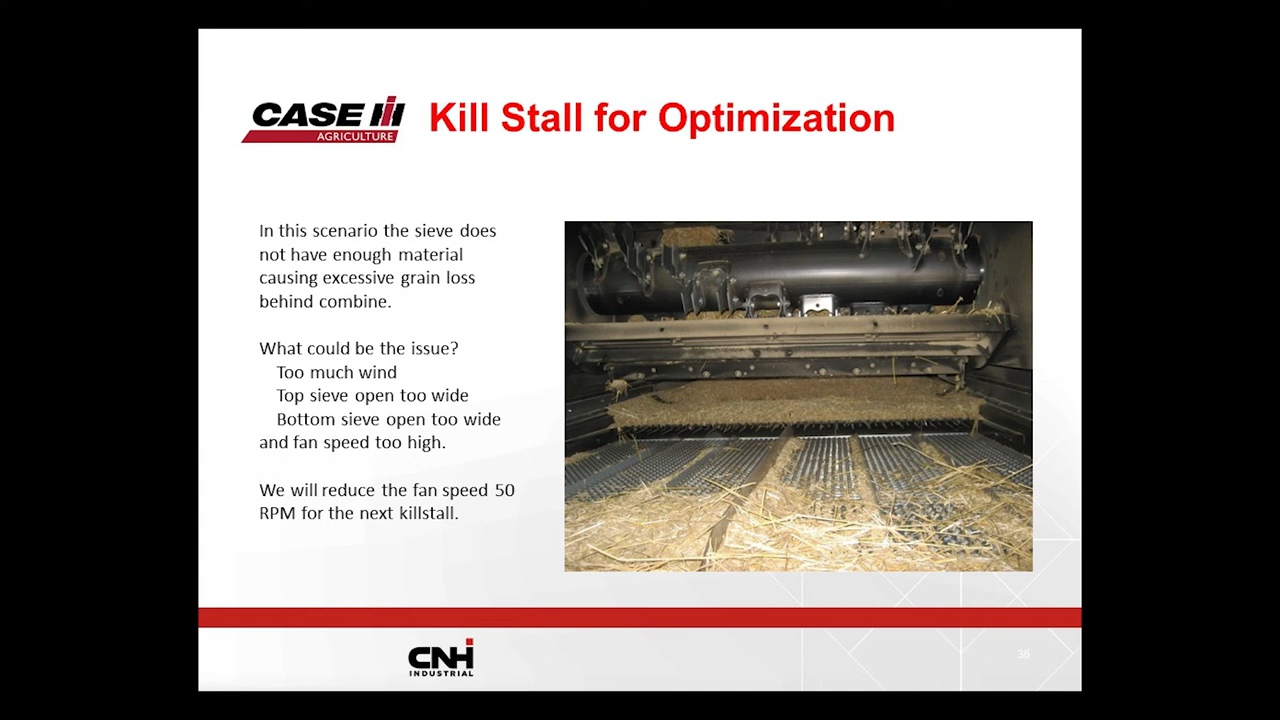 CASE IH
AGRICULTURE
Kill Stall for Optimization
In this scenario the sieve does
not have enough material
causing excessive grain loss
behind combine.
What could be the issue?
Too much wind
Top sieve open too wide
Bottom sieve open too wide
and fan speed too high.
We will reduce the fan speed 50
RPM for the next killstall.
CNH
INDUSTRIAL
38